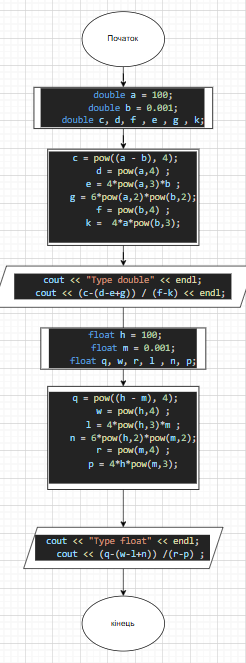 Початок
double a = 100;
double b = 0.001;
double c, d, f , e , g , k;
c = pow((a - b), 4);
d = pow(a,4) ;
e = 4*pow(a,3)*b ;
g = 6*pow(a,2)*pow(b,2);
f = pow(b,4) ;
k =  4*a*pow(b,3);
cout << "Type double" << endl;
cout << (c-(d-e+g)) / (f-k) << endl;
float h = 100;
float m = 0.001;
float q, w, r, l , n, p;
q = pow((h - m), 4);
w = pow(h,4) ;
l = 4*pow(h,3)*m ;
n = 6*pow(h,2)*pow(m,2);
r = pow(m,4) ;
p = 4*h*pow(m,3);
cout << "Type float" << endl;
cout << (q-(w-l+n)) /(r-p) ;
кінець